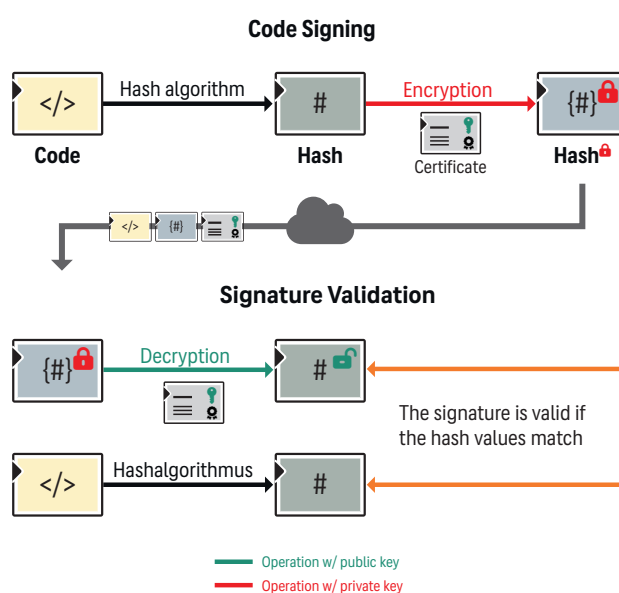 Code Signing
</>
Hash algorithm
#
Encryption
{#}
Code
Hash
Certificate
Hash
</>
{#}
Signature Validation
{#}
Decryption
#
The signature is valid if
the hash values match
</>
Hashalgorithmus
#
Operation w/ public key
Operation w/ private key